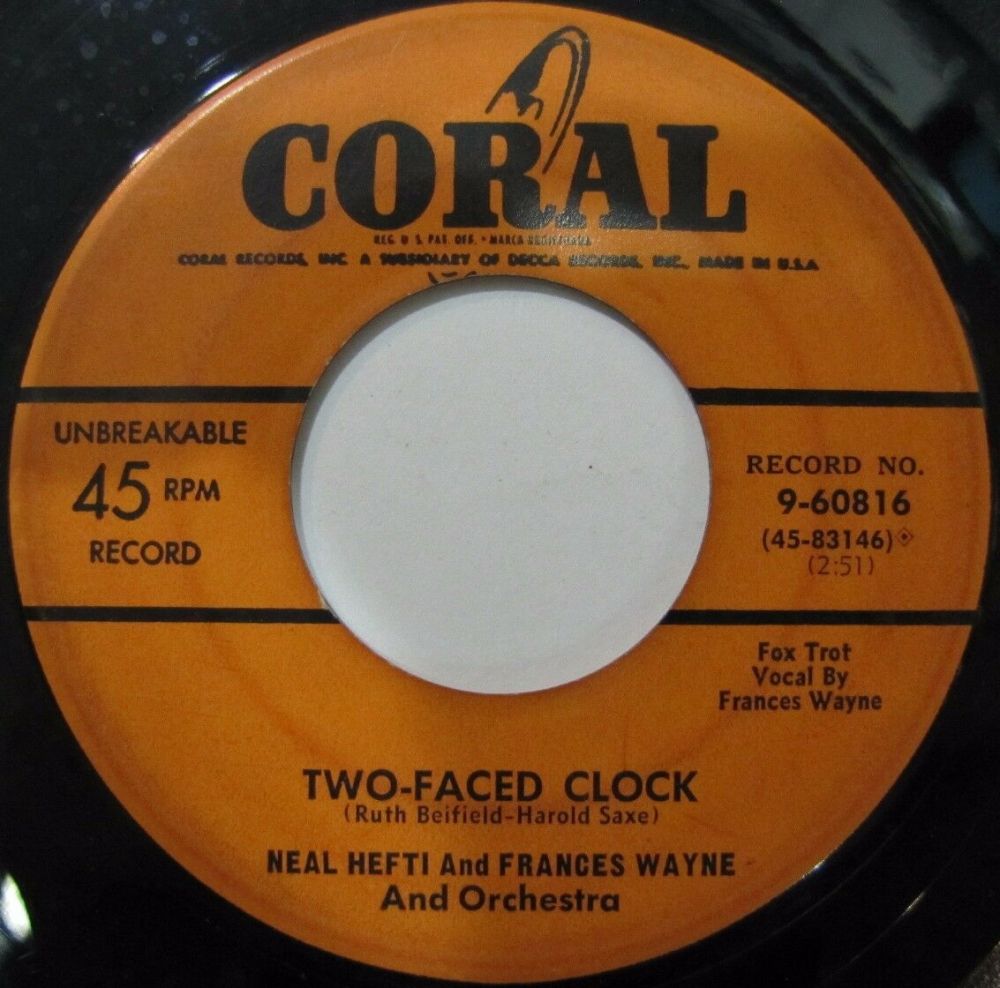 CORAL
REG. U S. PAT. OFF. • MARCA REGISTRADA
CORAL RECORDS, INC. A SUBSIDIARY OF DECCA RECORDS, INC., MADE IN U.S.A
UNBREAKABLE
45 RPM
RECORD
RECORD NO.
9-60816
(45-83146)
(2:51)
Fox Trot
Vocal By
Frances Wayne
TWO-FACED CLOCK
(Ruth Beifield-Harold Saxe)
NEAL HEFTI And FRANCES WAYNE
And Orchestra